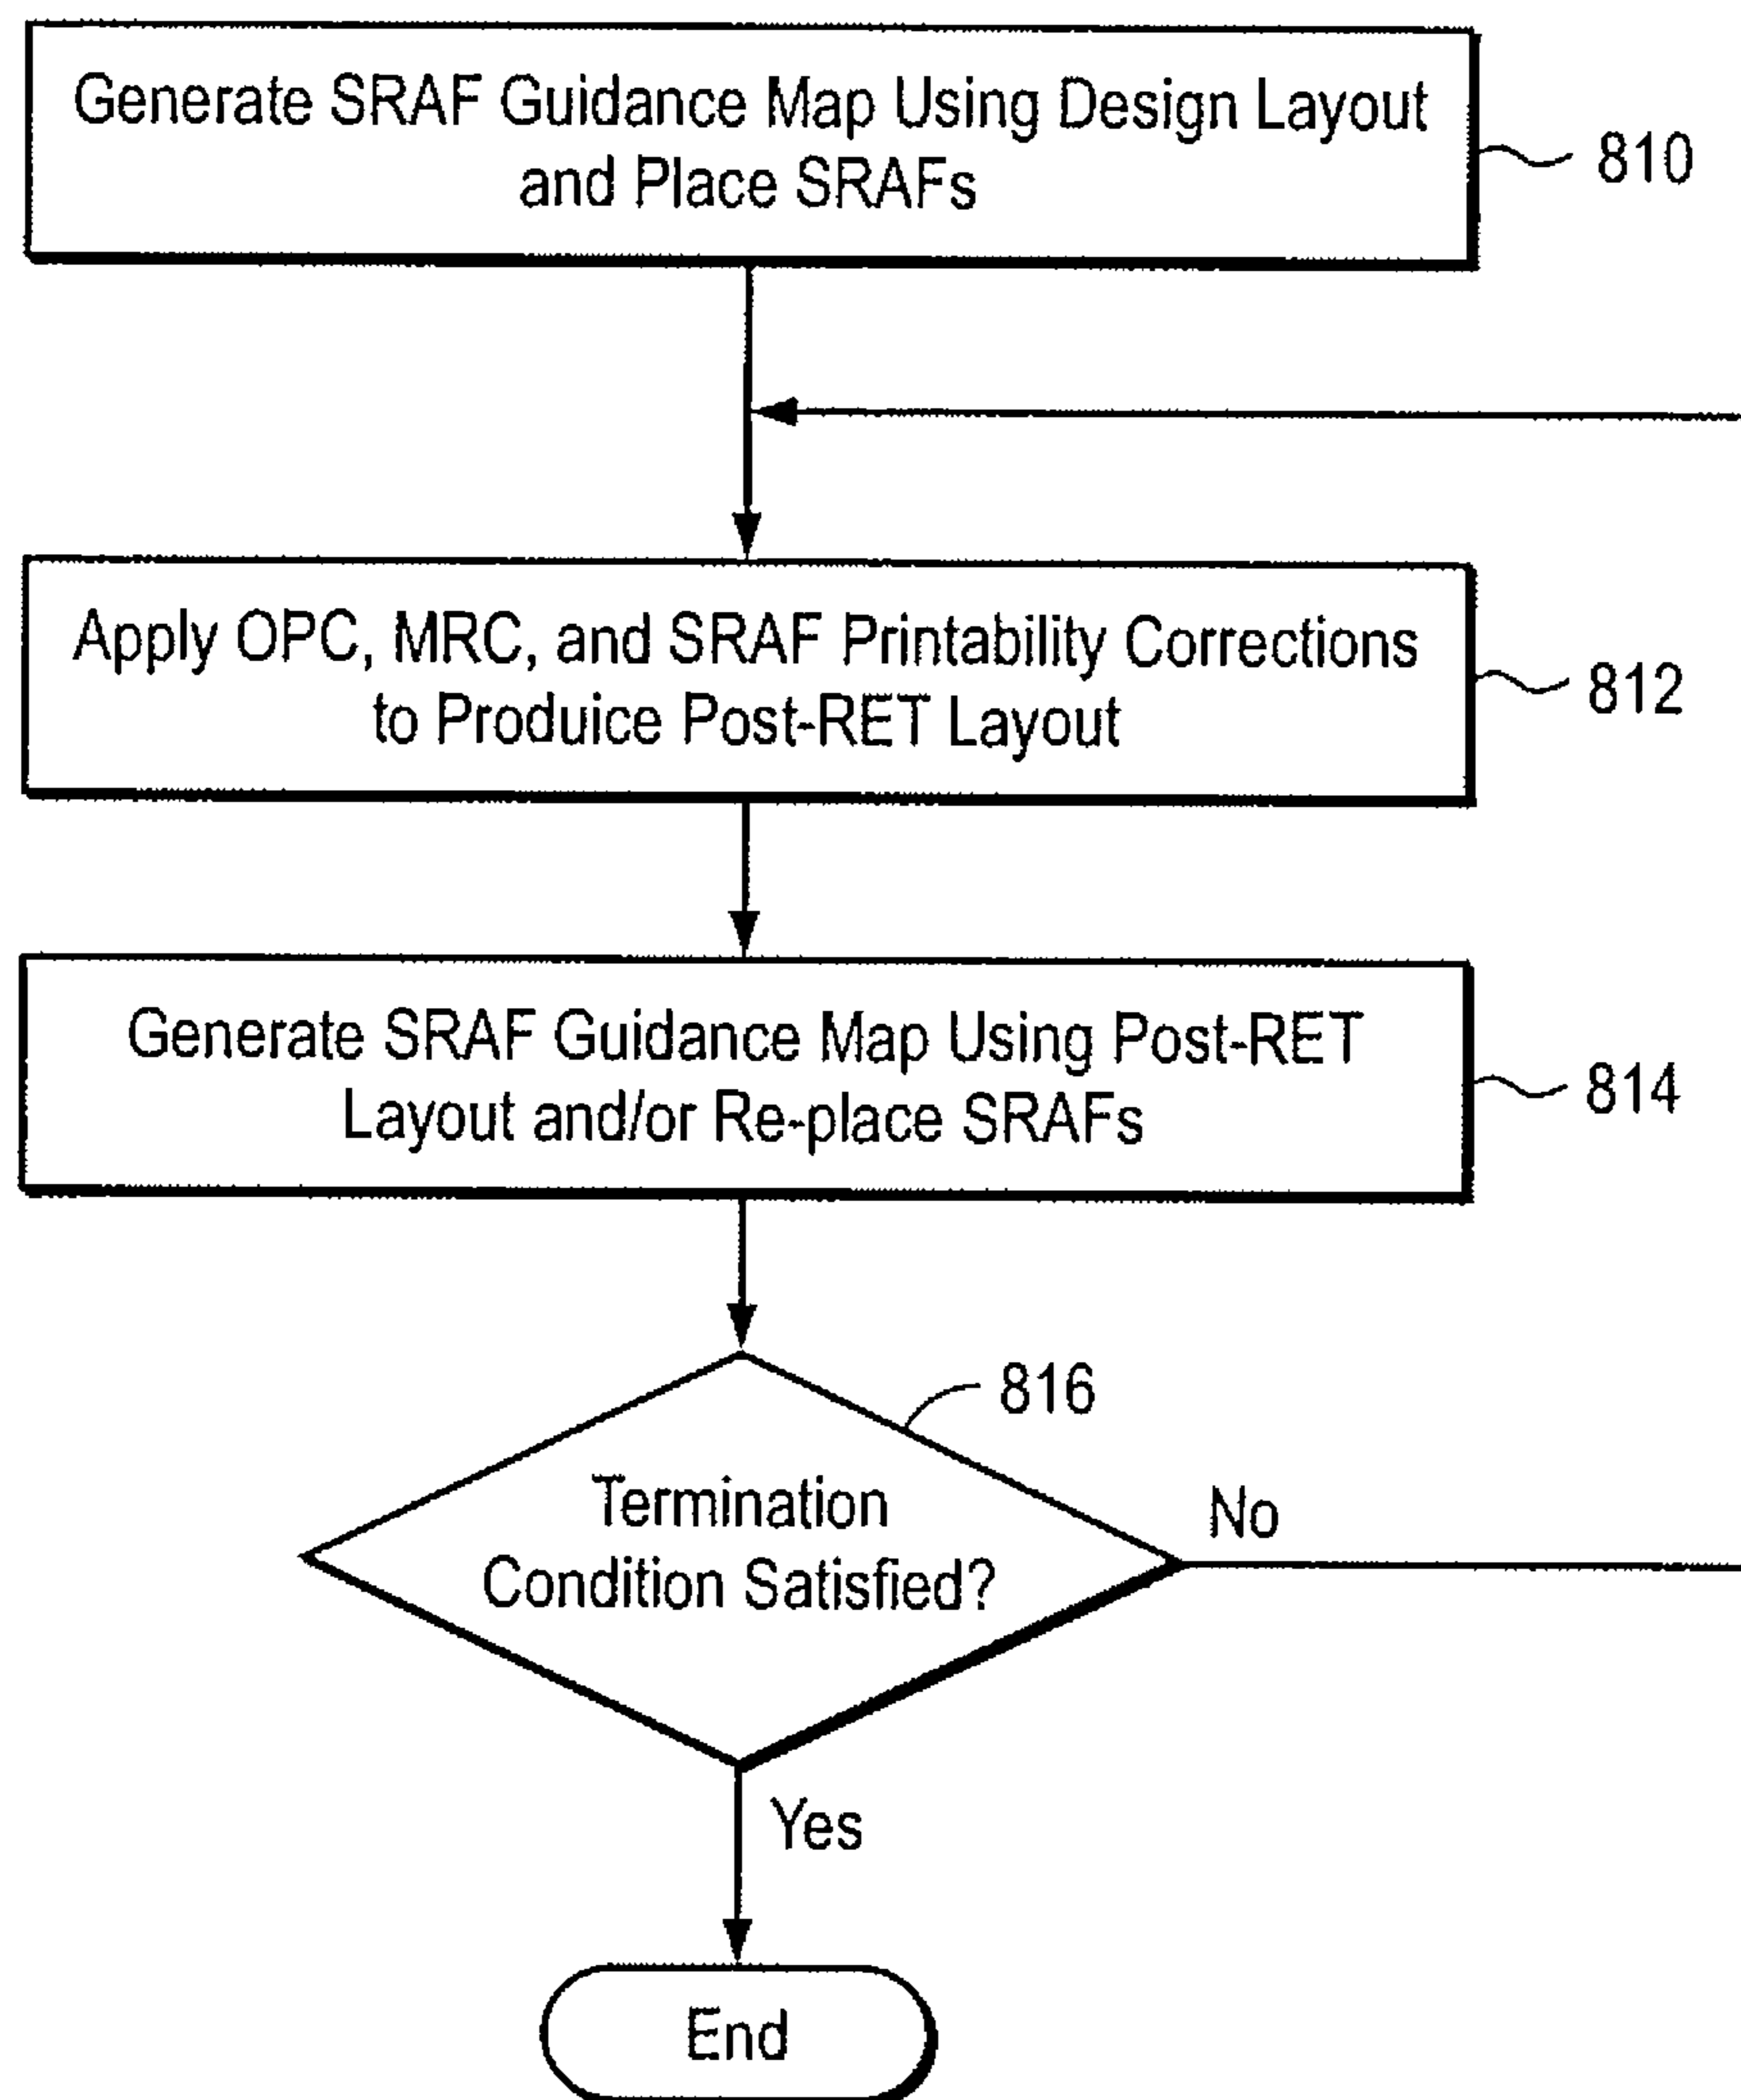 Generate SRAF Guidance Map Using Design Layout
and Place SRAFs
810
Apply OPC, MRC, and SRAF Printability Corrections
to Produice Post-RET Layout
812
Generate SRAF Guidance Map Using Post-RET
Layout and/or Re-place SRAFs
814
816
Termination
Condition Satisfied?
No
Yes
End